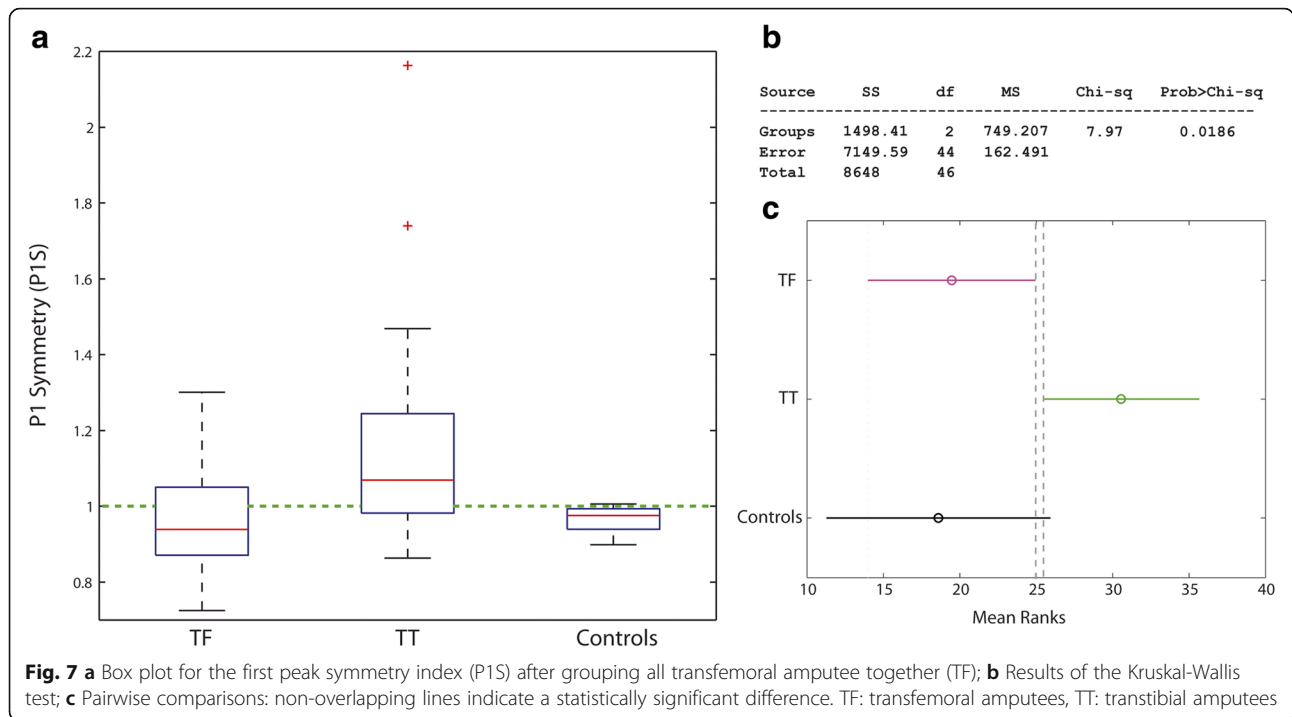 a
2.2
2
1.8
1.6
1.4
1.2
1
0.8
P1 Symmetry (P1S)
TF TT Controls
b
Source SS df MS Chi-sq Prob>Chi-sq
Groups 1498.41 2 749.207 7.97 0.0186
Error 7149.59 44 162.491
Total 8648 46
c
TF
TT
Controls
10 15 20 25 30 35 40
Mean Ranks
Fig. 7 a Box plot for the first peak symmetry index (P1S) after grouping all transfemoral amputee together (TF); b Results of the Kruskal-Wallis
test; c Pairwise comparisons: non-overlapping lines indicate a statistically significant difference. TF: transfemoral amputees, TT: transtibial amputees